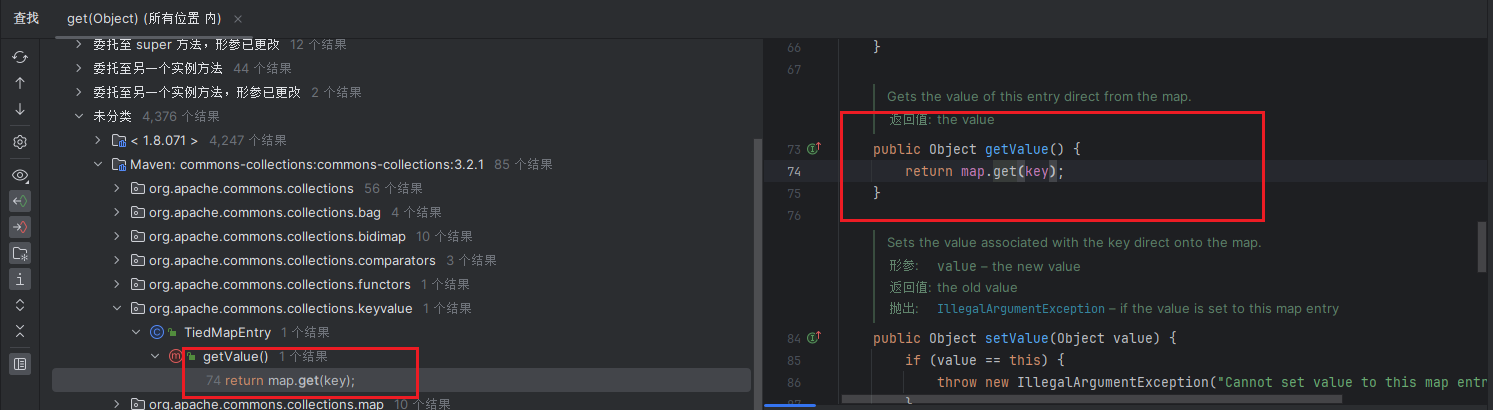 查找
get(Object) (所有位置 内) ×
委托至 super 方法，形参已更改 12 个结果
委托至另一个实例方法 44 个结果
委托至另一个实例方法，形参已更改 2 个结果
未分类 4,376 个结果
< 1.8.071 > 4,247 个结果
Maven: commons-collections:commons-collections:3.2.1 85 个结果
org.apache.commons.collections 56 个结果
org.apache.commons.collections.bag 4 个结果
org.apache.commons.collections.bidimap 10 个结果
org.apache.commons.collections.comparators 3 个结果
org.apache.commons.collections.functors 1 个结果
org.apache.commons.collections.keyvalue 1 个结果
TiedMapEntry 1 个结果
getValue() 1 个结果
74 return map.get(key);
org.apache.commons.collections.map 10 个结果
66 }
67
Gets the value of this entry direct from the map.
返回值: the value
73 public Object getValue() {
74 return map.get(key);
75 }
76
Sets the value associated with the key direct onto the map.
形参: value – the new value
返回值: the old value
抛出: IllegalArgumentException – if the value is set to this map entry
84 public Object setValue(Object value) {
85 if (value == this) {
86 throw new IllegalArgumentException("Cannot set value to this map entr
87 }